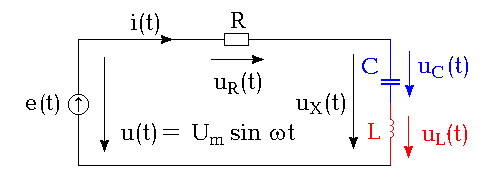 i(t)
R
u_R(t)
C
u_C(t)
e(t)
u_X(t)
u(t) = U_m sin ωt
L
u_L(t)